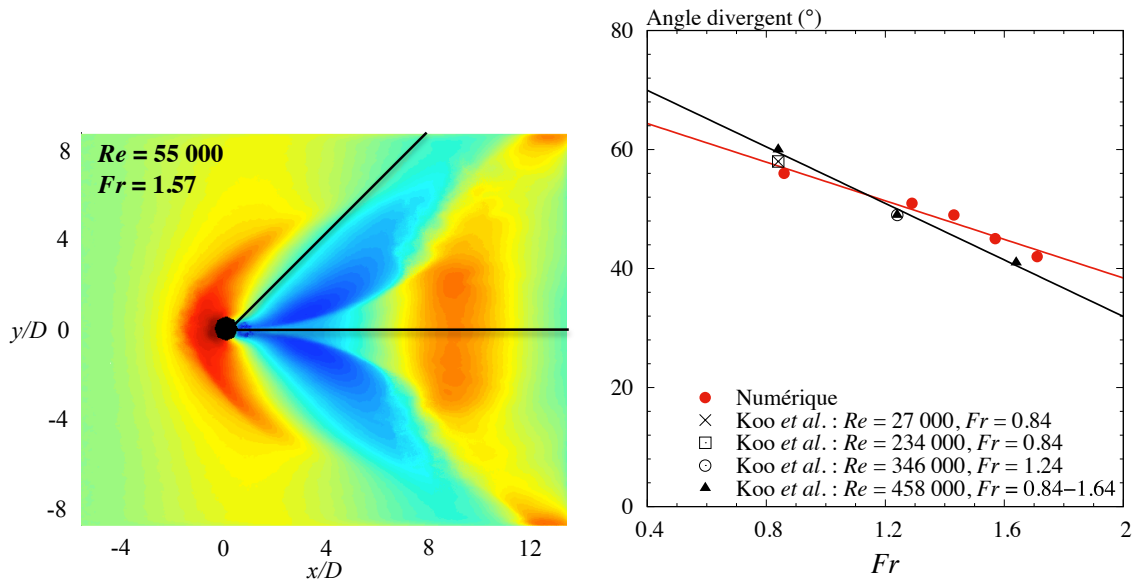 Re = 55 000
Fr = 1.57
8
4
y/D 0
-4
-8
-4 0 4 8 12
x/D
Angle divergent (°)
80
60
40
20
0
0.4 0.8 1.2 1.6 2
Fr
Numérique
Koo et al. : Re = 27 000, Fr = 0.84
Koo et al. : Re = 234 000, Fr = 0.84
Koo et al. : Re = 346 000, Fr = 1.24
Koo et al. : Re = 458 000, Fr = 0.84−1.64